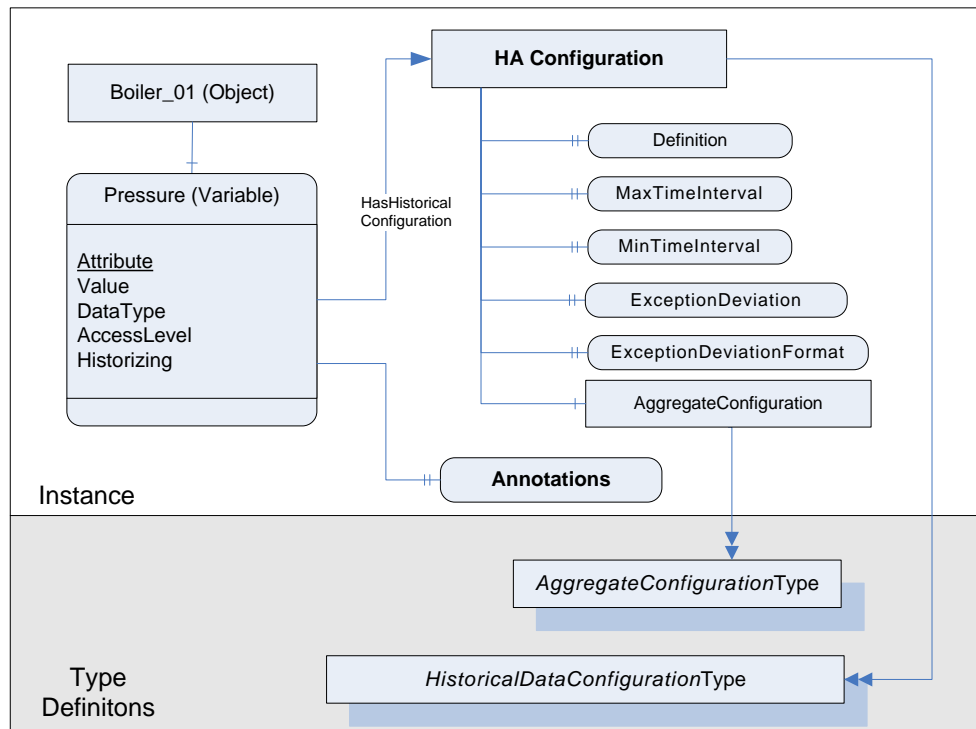 HA Configuration
Boiler_01 (Object)
Definition
Pressure (Variable)
MaxTimeInterval
HasHistorical
Configuration
MinTimeInterval
Attribute
Value
DataType
AccessLevel
Historizing
ExceptionDeviation
ExceptionDeviationFormat
AggregateConfiguration
Annotations
Instance
AggregateConfigurationType
HistoricalDataConfigurationType
Type
Definitons